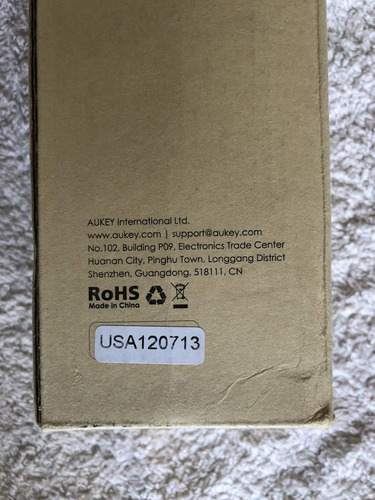 AUKEY International Ltd.
www.aukey.com | support@aukey.com
No.102, Building P09, Electronics Trade Center
Huanan City, Pinghu Town, Longgang District
Shenzhen, Guangdong, 518111, CN
RoHS
Made in China
USA120713